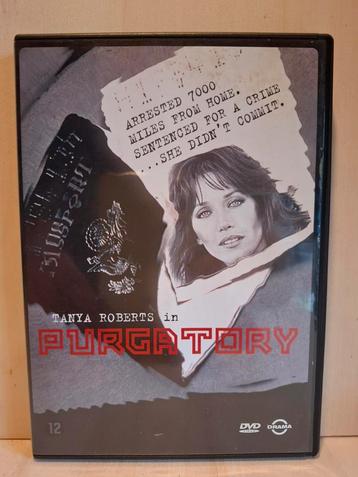 ARRESTED 7000
MILES FROM HOME.
SENTENCED FOR A CRIME
...SHE DIDN'T COMMIT.
TANYA ROBERTS in
PURGATORY
12
DVD
DRAMA